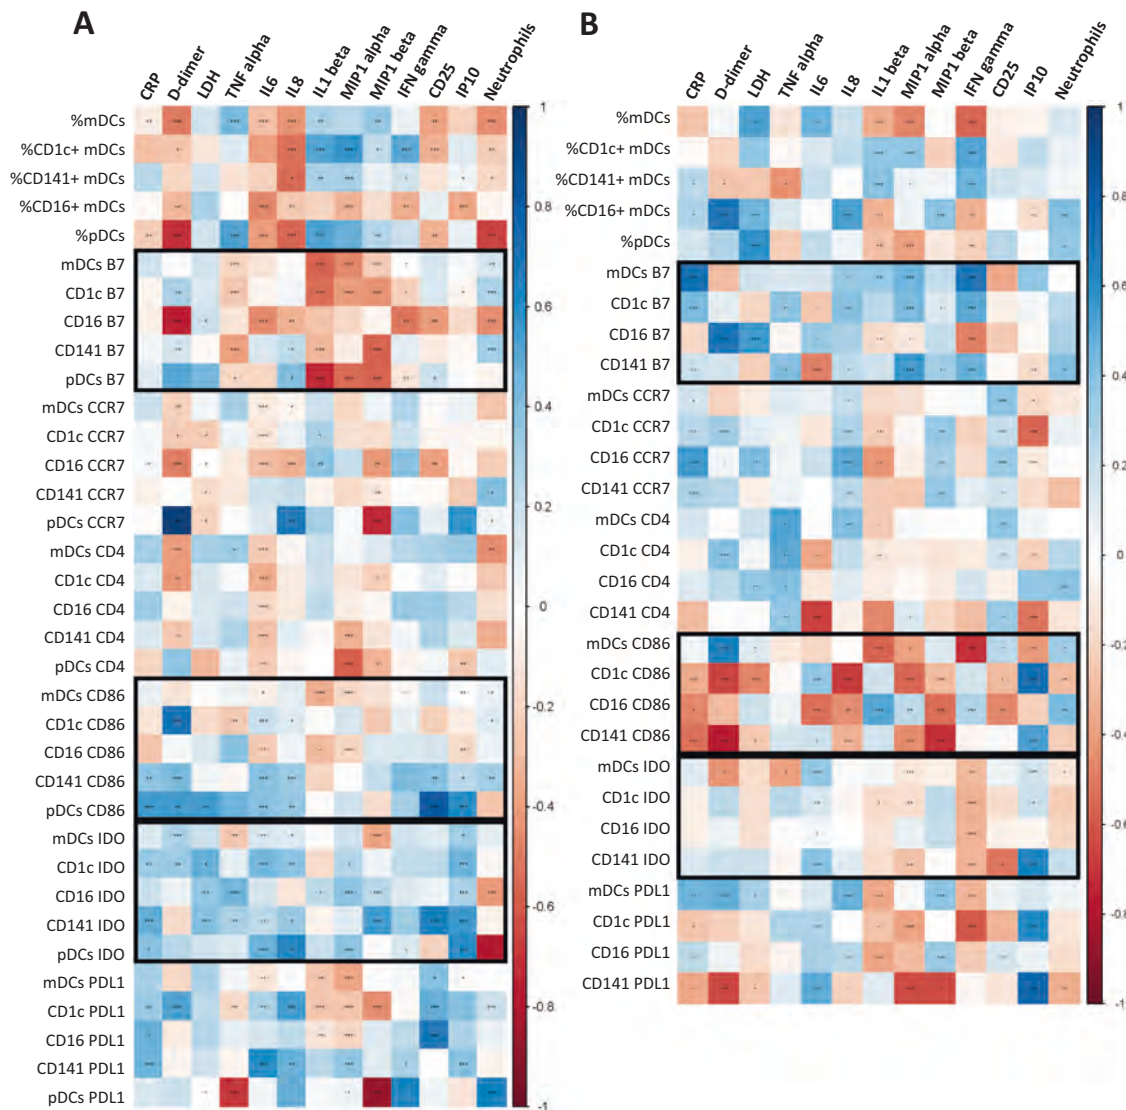 A
CRP D-dimer LDH TNF alpha IL6 IL8 IL1 beta MIP1 alpha MIP1 beta IFN gamma CD25 IP10 Neutrophils
%mDCs
%CD1c+ mDCs
%CD141+ mDCs
%CD16+ mDCs
%pDCs
mDCs B7
CD1c B7
CD16 B7
CD141 B7
pDCs B7
mDCs CCR7
CD1c CCR7
CD16 CCR7
CD141 CCR7
pDCs CCR7
mDCs CD4
CD1c CD4
CD16 CD4
CD141 CD4
pDCs CD4
mDCs CD86
CD1c CD86
CD16 CD86
CD141 CD86
pDCs CD86
mDCs IDO
CD1c IDO
CD16 IDO
CD141 IDO
pDCs IDO
mDCs PDL1
CD1c PDL1
CD16 PDL1
CD141 PDL1
pDCs PDL1
1
0.8
0.6
0.4
0.2
0
-0.2
-0.4
-0.6
-0.8
-1
B
CRP D-dimer LDH TNF alpha IL6 IL8 IL1 beta MIP1 alpha MIP1 beta IFN gamma CD25 IP10 Neutrophils
%mDCs
%CD1c+ mDCs
%CD141+ mDCs
%CD16+ mDCs
%pDCs
mDCs B7
CD1c B7
CD16 B7
CD141 B7
mDCs CCR7
CD1c CCR7
CD16 CCR7
CD141 CCR7
mDCs CD4
CD1c CD4
CD16 CD4
CD141 CD4
mDCs CD86
CD1c CD86
CD16 CD86
CD141 CD86
mDCs IDO
CD1c IDO
CD16 IDO
CD141 IDO
mDCs PDL1
CD1c PDL1
CD16 PDL1
CD141 PDL1
1
0.8
0.6
0.4
0.2
0
-0.2
-0.4
-0.6
-0.8
-1